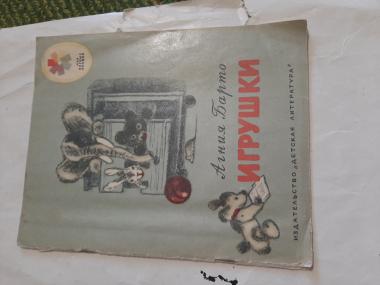 Агния Барто
ИГРУШКИ
ИЗДАТЕЛЬСТВО „ДЕТСКАЯ ЛИТЕРАТУРА"